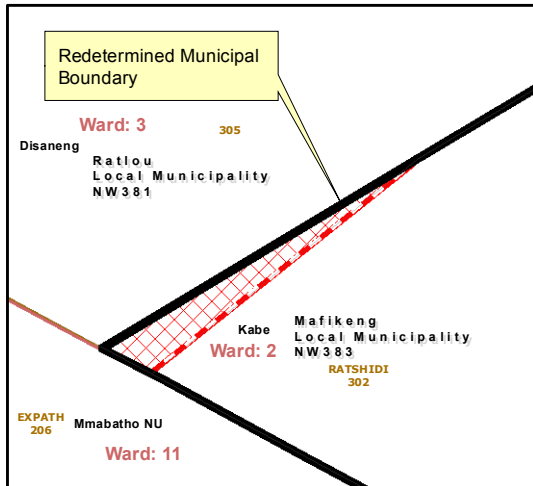 Redetermined Municipal
Boundary
Ward: 3
305
Disaneng
Ratlou
Local Municipality
NW381
Kabe
Ward: 2
Mafikeng
Local Municipality
NW383
RATSHIDI
302
EXPATH
206
Mmabatho NU
Ward: 11